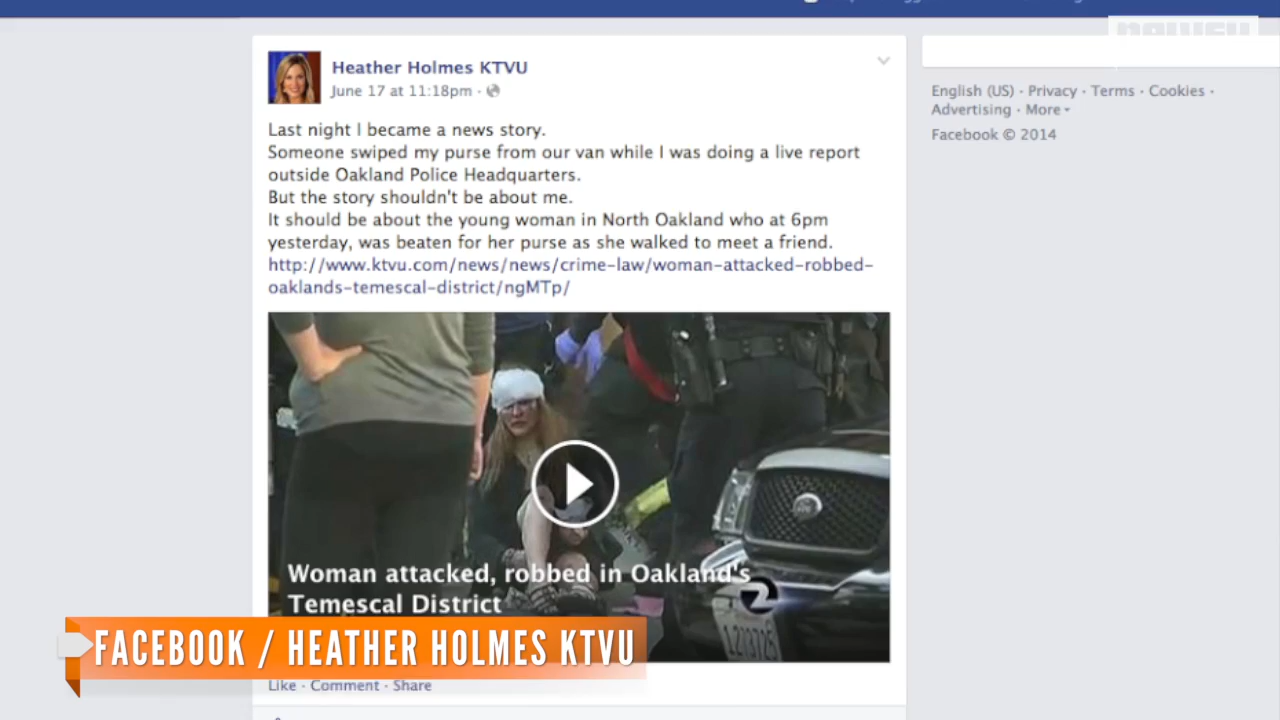 newsy
Heather Holmes KTVU
June 17 at 11:18pm ·
English (US) · Privacy · Terms · Cookies ·
Advertising · More
Facebook © 2014
Last night I became a news story.
Someone swiped my purse from our van while I was doing a live report
outside Oakland Police Headquarters.
But the story shouldn't be about me.
It should be about the young woman in North Oakland who at 6pm
yesterday, was beaten for her purse as she walked to meet a friend.
http://www.ktvu.com/news/news/crime-law/woman-attacked-robbed-
oaklands-temescal-district/ngMTp/
Woman attacked, robbed in Oakland's
Temescal District
2
FACEBOOK / HEATHER HOLMES KTVU
Like · Comment · Share